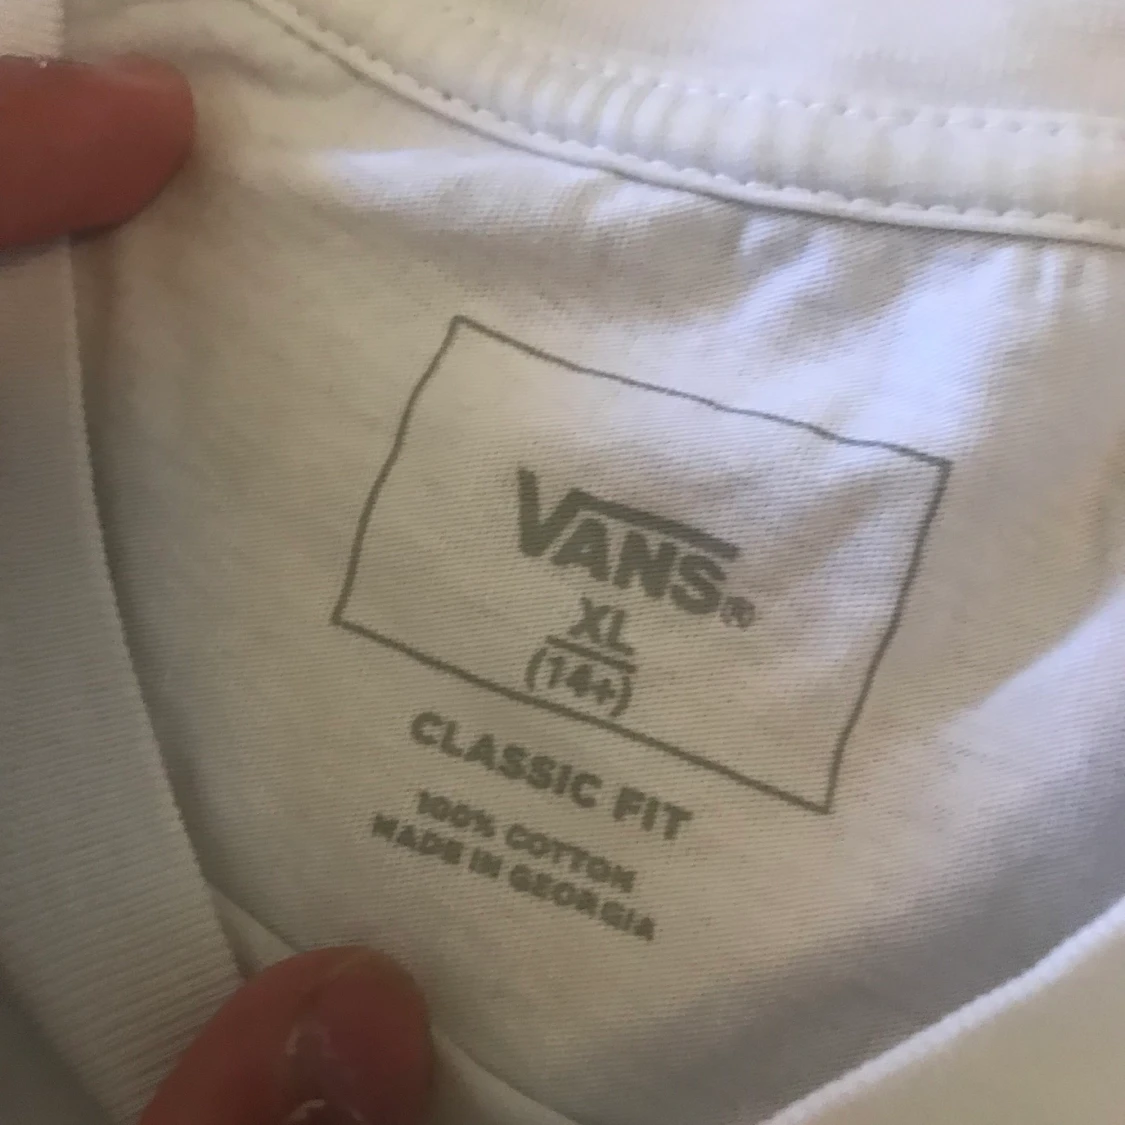 VANS®
XL
(14+)
CLASSIC FIT
100% COTTON
MADE IN GEORGIA